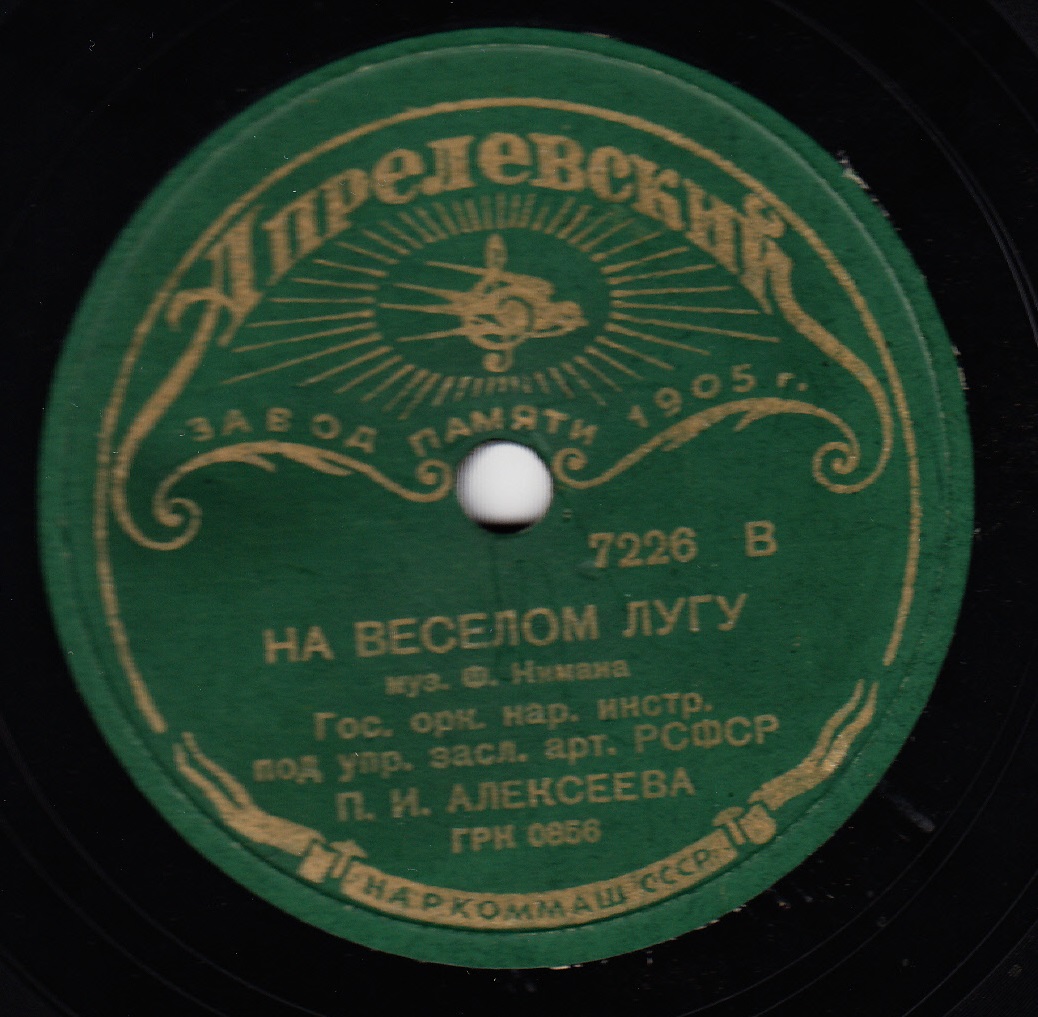 Апрелевский
ЗАВОД ПАМЯТИ 1905 г.
7226 В
НА ВЕСЕЛОМ ЛУГУ
муз. Ф. Нимана
Гос. орк. нар. инстр.
под упр. засл. арт. РСФСР
П. И. АЛЕКСЕЕВА
ГРК 0856
НАРКОММАШ СССР